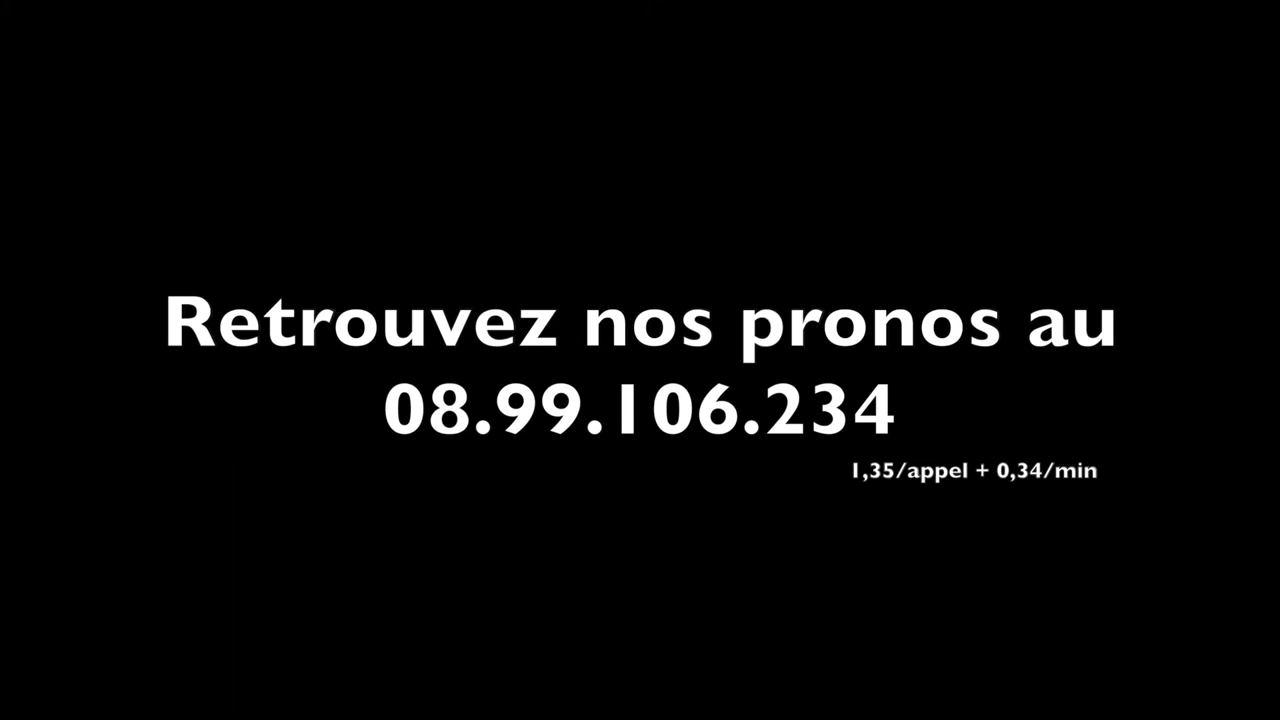 Retrouvez nos pronos au
08.99.106.234
1,35/appel + 0,34/min